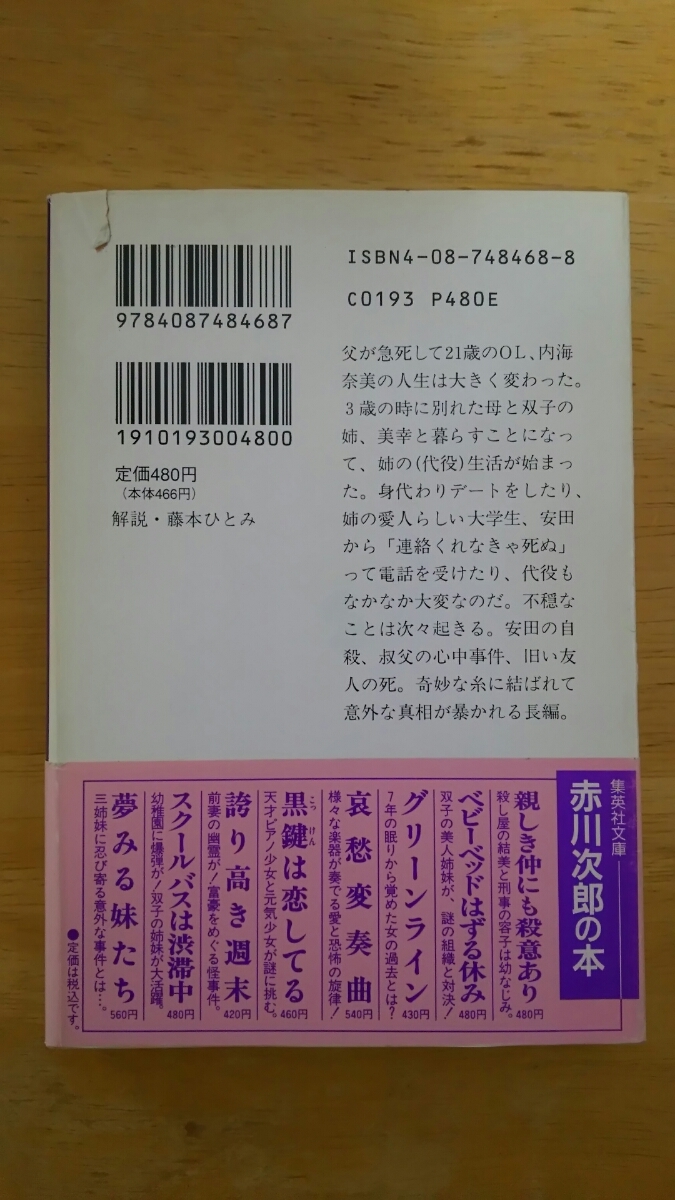 ISBN4-08-748468-8
C0193 P480E
9784087484687
1910193004800
定価480円
（本体466円）
解説・藤本ひとみ
父が急死して21歳のOL、内海
奈美の人生は大きく変わった。
3歳の時に別れた母と双子の
姉、美幸と暮らすことになっ
て、姉の(代役)生活が始まっ
た。身代わりデートをしたり、
姉の愛人らしい大学生、安田
から「連絡くれなきゃ死ぬ」
って電話を受けたり、代役も
なかなか大変なのだ。不穏な
ことは次々起きる。安田の自
殺、叔父の心中事件、旧い友
人の死。奇妙な糸に結ばれて
意外な真相が暴かれる長編。
集英社文庫
赤川次郎の本
親しき仲にも殺意あり
殺し屋の結美と刑事の容子は幼なじみ。480円
ベビーベッドはずる休み
双子の美人姉妹が、謎の組織と対決！480円
グリーンライン
7年の眠りから覚めた女の過去とは？430円
哀愁変奏曲
様々な楽器が奏でる愛と恐怖の旋律！540円
こっけん
黒鍵は恋してる
天才ピアノ少女と元気少女が謎に挑む。460円
誇り高き週末
前妻の幽霊が！富豪をめぐる怪事件。420円
スクールバスは渋滞中
幼稚園に爆弾が！双子の姉妹が大活躍。480円
夢みる妹たち
三姉妹に忍び寄る意外な事件とは…。560円
●定価は税込です。